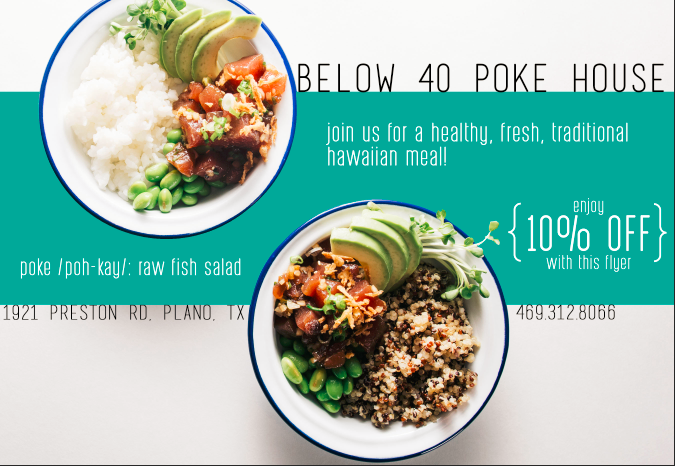 BELOW 40 POKE HOUSE
join us for a healthy, fresh, traditional
hawaiian meal!
enjoy
{10% OFF}
with this flyer
poke /poh-kay/: raw fish salad
1921 PRESTON RD, PLANO, TX
469.312.8066